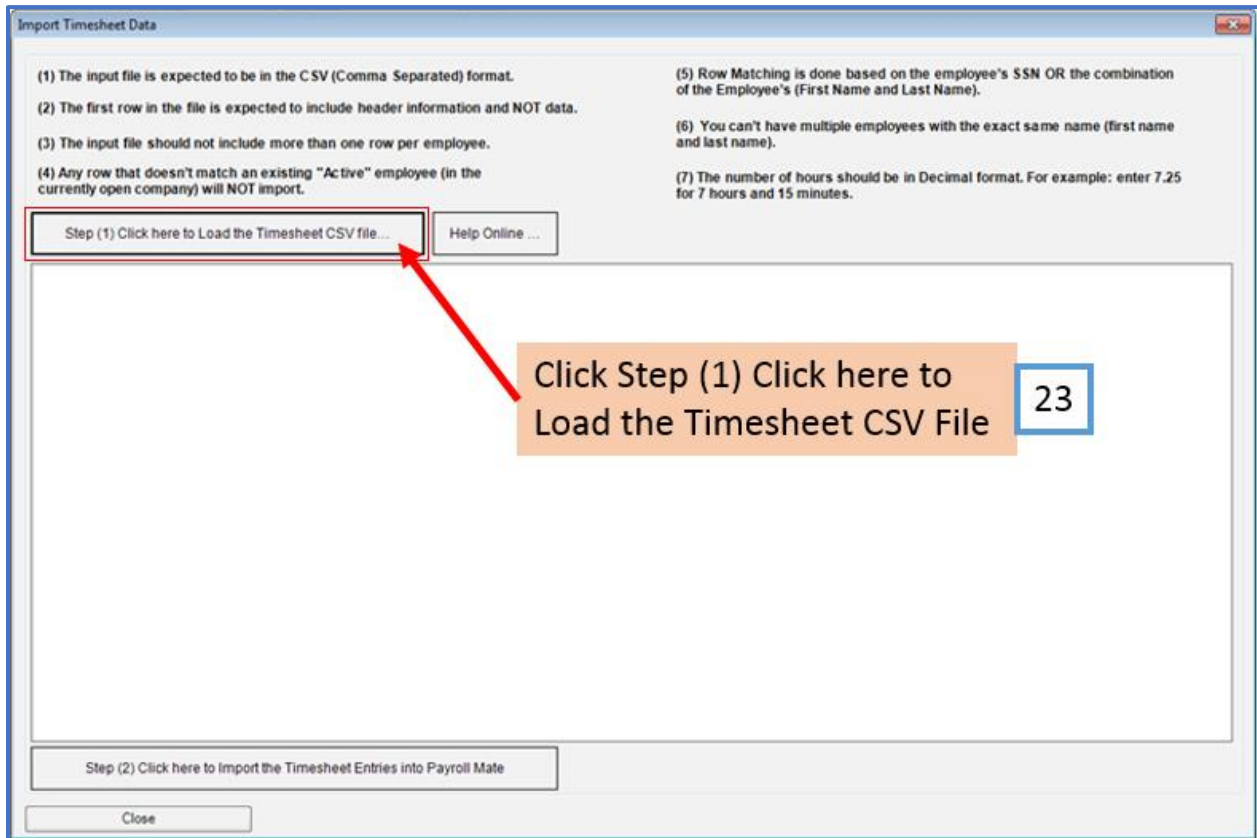 Import Timesheet Data
(1) The input file is expected to be in the CSV (Comma Separated) format.
(2) The first row in the file is expected to include header information and NOT data.
(3) The input file should not include more than one row per employee.
(4) Any row that doesn't match an existing "Active" employee (in the
currently open company) will NOT import.
(5) Row Matching is done based on the employee's SSN OR the combination
of the Employee's (First Name and Last Name).
(6) You can't have multiple employees with the exact same name (first name
and last name).
(7) The number of hours should be in Decimal format. For example: enter 7.25
for 7 hours and 15 minutes.
Step (1) Click here to Load the Timesheet CSV file...
Help Online ...
Click Step (1) Click here to
Load the Timesheet CSV File
23
Step (2) Click here to Import the Timesheet Entries into Payroll Mate
Close